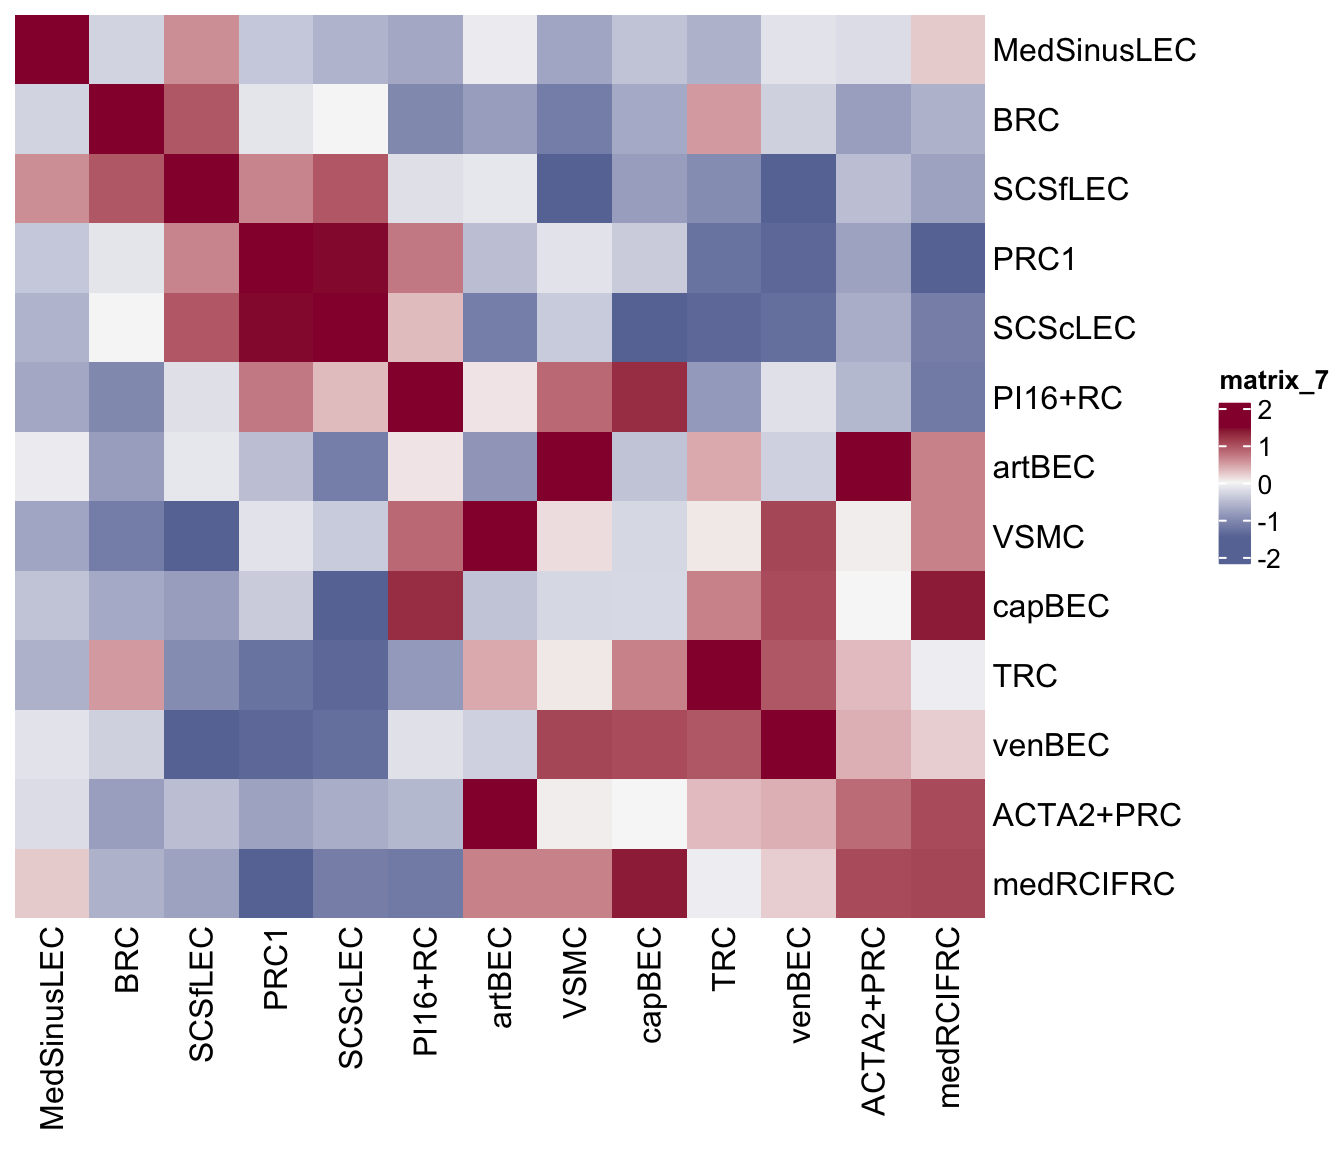 MedSinusLEC
BRC
SCSfLEC
PRC1
SCScLEC
PI16+RC
artBEC
VSMC
capBEC
TRC
venBEC
ACTA2+PRC
medRCIFRC
matrix_7
2
1
0
-1
-2
MedSinusLEC
BRC
SCSfLEC
PRC1
SCScLEC
PI16+RC
artBEC
VSMC
capBEC
TRC
venBEC
ACTA2+PRC
medRCIFRC